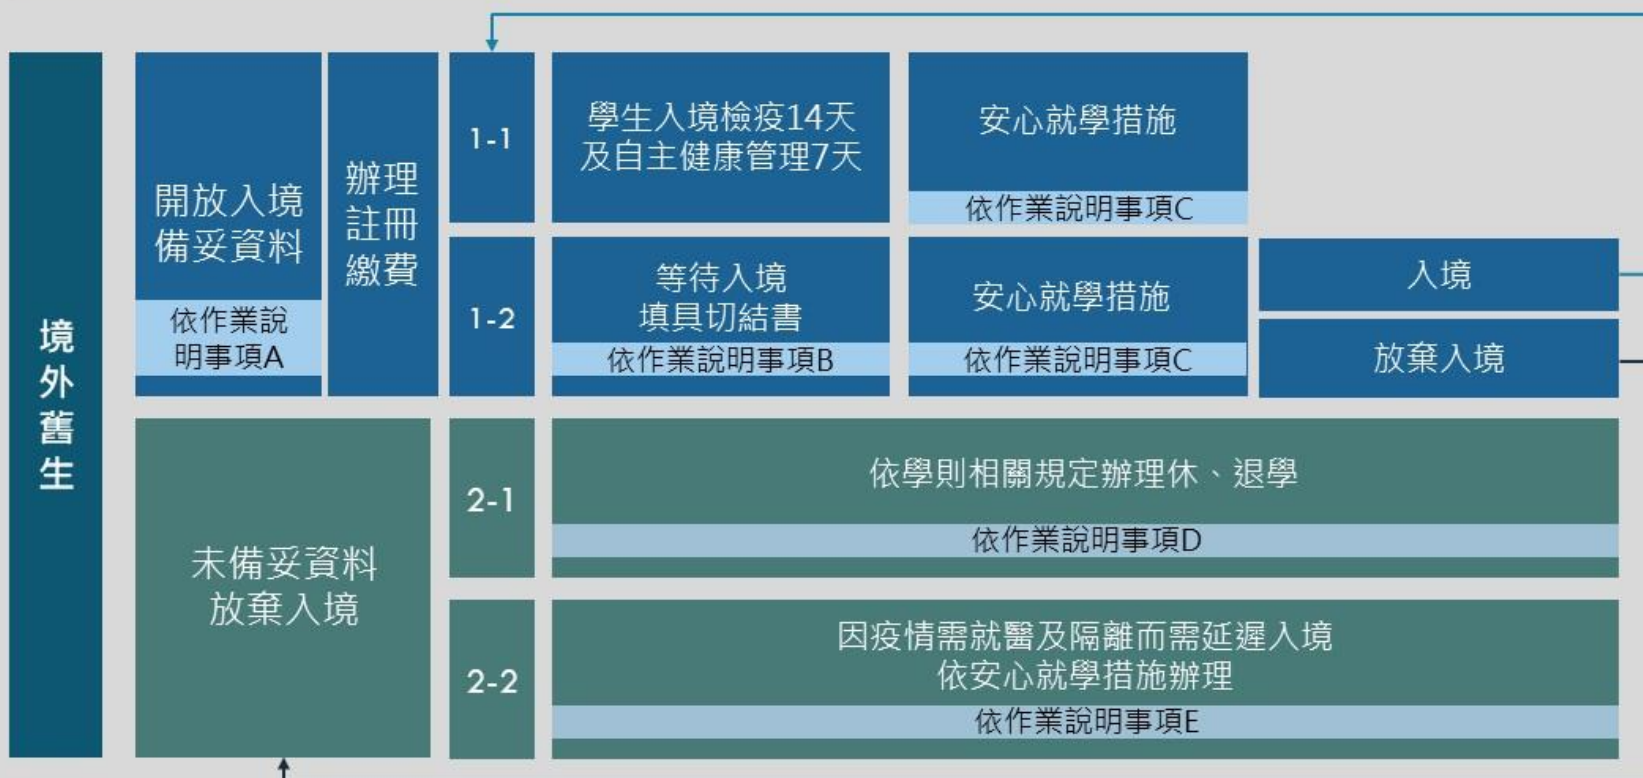 境外舊生
開放入境
備妥資料
依作業說
明事項A
辦理
註冊
繳費
1-1
學生入境檢疫14天
及自主健康管理7天
安心就學措施
依作業說明事項C
1-2
等待入境
填具切結書
依作業說明事項B
安心就學措施
依作業說明事項C
入境
放棄入境
未備妥資料
放棄入境
2-1
依學則相關規定辦理休、退學
依作業說明事項D
2-2
因疫情需就醫及隔離而需延遲入境
依安心就學措施辦理
依作業說明事項E